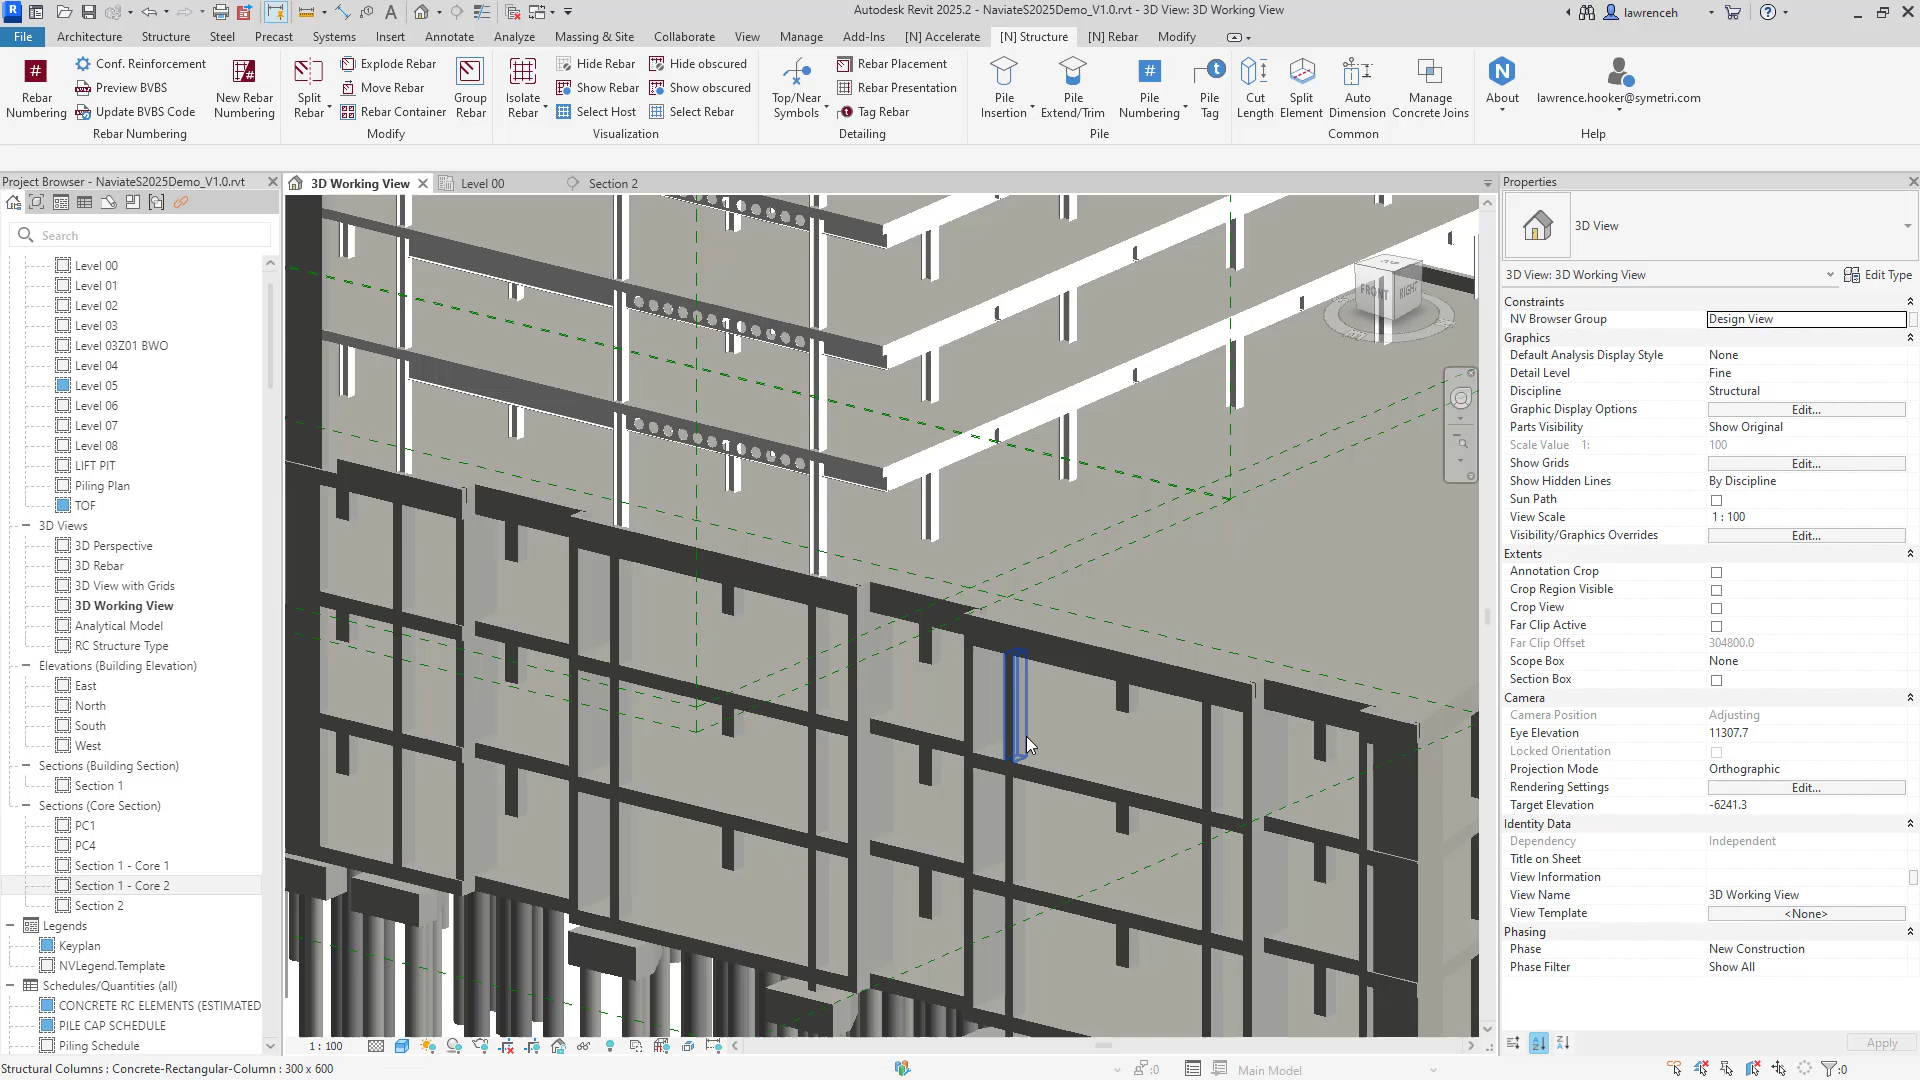 Autodesk Revit 2025.2 - NaviateS2025Demo_V1.0.rvt - 3D View: 3D Working View
lawrenceh
File
Architecture
Structure
Steel
Precast
Systems
Insert
Annotate
Analyze
Massing & Site
Collaborate
View
Manage
Add-Ins
[N] Accelerate
[N] Structure
[N] Rebar
Modify
Rebar Numbering
Conf. Reinforcement
Preview BVBS
Update BVBS Code
New Rebar Numbering
Rebar Numbering
Split Rebar
Explode Rebar
Move Rebar
Rebar Container
Group Rebar
Modify
Isolate Rebar
Hide Rebar
Show Rebar
Select Host
Hide obscured
Show obscured
Select Rebar
Visualization
Top/Near Symbols
Rebar Placement
Rebar Presentation
Tag Rebar
Detailing
Pile Insertion
Pile Extend/Trim
Pile Numbering
Pile Tag
Pile
Cut Length
Split Element
Auto Dimension
Manage Concrete Joins
Common
About
lawrence.hooker@symetri.com
Help
Project Browser - NaviateS2025Demo_V1.0.rvt
Search
Level 00
Level 01
Level 02
Level 03
Level 03Z01 BWO
Level 04
Level 05
Level 06
Level 07
Level 08
LIFT PIT
Piling Plan
TOF
3D Views
3D Perspective
3D Rebar
3D View with Grids
3D Working View
Analytical Model
RC Structure Type
Elevations (Building Elevation)
East
North
South
West
Sections (Building Section)
Section 1
Sections (Core Section)
PC1
PC4
Section 1 - Core 1
Section 1 - Core 2
Section 2
Legends
Keyplan
NVLegend.Template
Schedules/Quantities (all)
CONCRETE RC ELEMENTS (ESTIMATED
PILE CAP SCHEDULE
Piling Schedule
3D Working View
Level 00
Section 2
FRONT
RIGHT
1 : 100
Properties
3D View
3D View: 3D Working View
Edit Type
Constraints
NV Browser Group Design View
Graphics
Default Analysis Display Style None
Detail Level Fine
Discipline Structural
Graphic Display Options Edit...
Parts Visibility Show Original
Scale Value 1: 100
Show Grids Edit...
Show Hidden Lines By Discipline
Sun Path
View Scale 1 : 100
Visibility/Graphics Overrides Edit...
Extents
Annotation Crop
Crop Region Visible
Crop View
Far Clip Active
Far Clip Offset 304800.0
Scope Box None
Section Box
Camera
Camera Position Adjusting
Eye Elevation 11307.7
Locked Orientation
Projection Mode Orthographic
Rendering Settings Edit...
Target Elevation -6241.3
Identity Data
Dependency Independent
Title on Sheet
View Information
View Name 3D Working View
View Template <None>
Phasing
Phase New Construction
Phase Filter Show All
Apply
Structural Columns : Concrete-Rectangular-Column : 300 x 600
:0
Main Model
:0